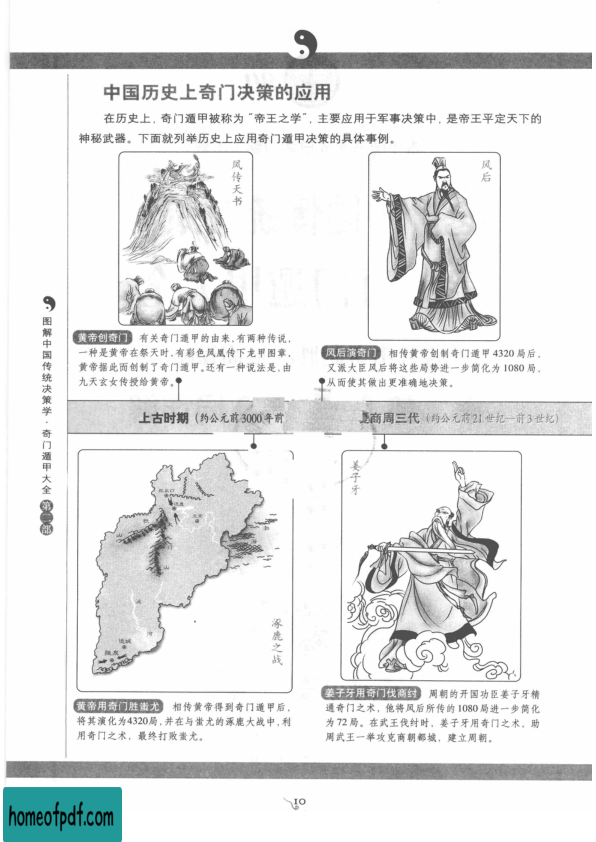 中国历史上奇门决策的应用
在历史上，奇门遁甲被称为“帝王之学”，主要应用于军事决策中，是帝王平定天下的
神秘武器。下面就列举历史上应用奇门遁甲决策的具体事例。
风传天书
风后
黄帝创奇门 有关奇门遁甲的由来，有两种传说，
一种是黄帝在祭天时，有彩色凤凰传下龙甲图章，
黄帝据此而创制了奇门遁甲。还有一种说法是，由
九天玄女传授给黄帝。
风后演奇门 相传黄帝创制奇门遁甲 4320 局后，
又派大臣风后将这些局势进一步简化为 1080 局，
从而使其做出更准确地决策。
上古时期（约公元前3000年前
夏商周三代（约公元前21世纪—前3世纪）
涿鹿之战
姜子牙
黄帝用奇门胜蚩尤 相传黄帝得到奇门遁甲后，
将其演化为4320局，并在与蚩尤的涿鹿大战中，利
用奇门之术，最终打败蚩尤。
姜子牙用奇门伐商纣 周朝的开国功臣姜子牙精
通奇门之术，他将风后所传的1080局进一步简化
为72局。在武王伐纣时，姜子牙用奇门之术，助
周武王一举攻克商朝都城，建立周朝。
图解中国传统决策学·奇门遁甲大全
第二部
10
homeofpdf.com